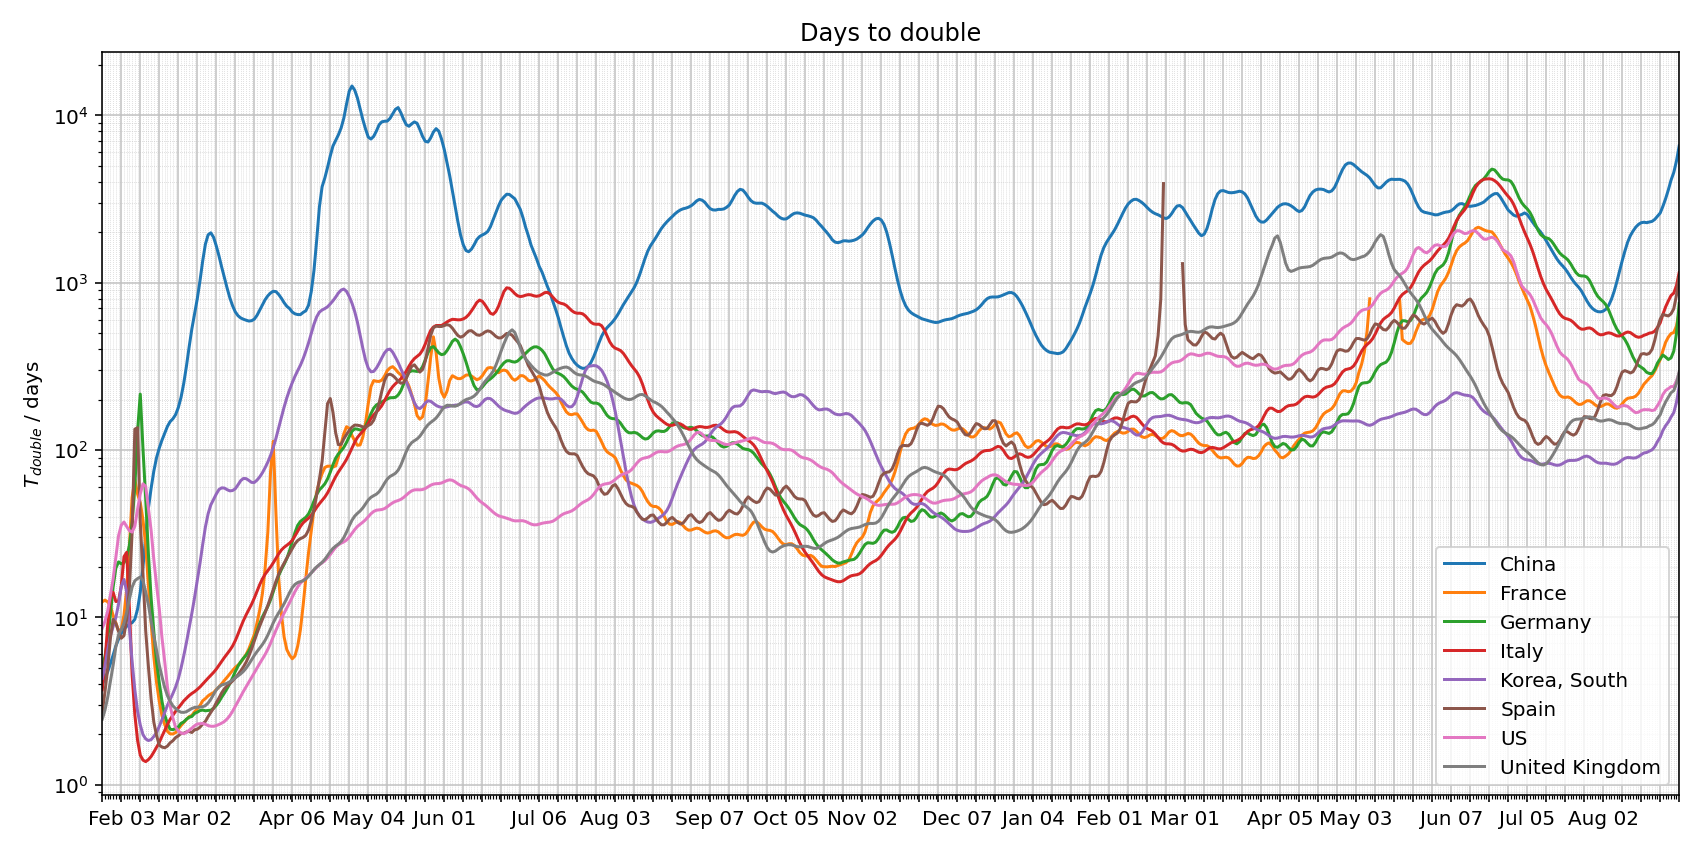 Days to double
T_double / days
10^4
10^3
10^2
10^1
10^0
Feb 03 Mar 02 Apr 06 May 04 Jun 01 Jul 06 Aug 03 Sep 07 Oct 05 Nov 02 Dec 07 Jan 04 Feb 01 Mar 01 Apr 05 May 03 Jun 07 Jul 05 Aug 02
China
France
Germany
Italy
Korea, South
Spain
US
United Kingdom